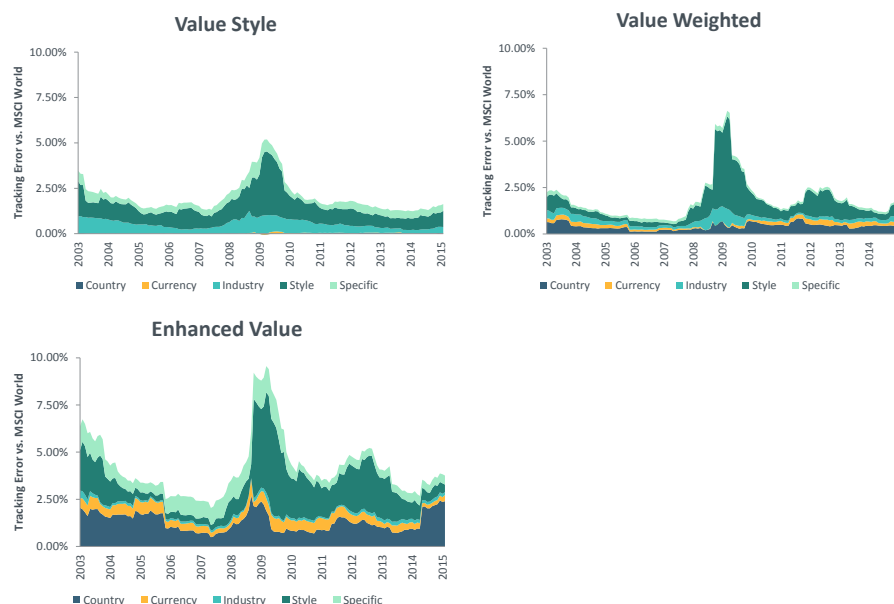 Value Style
Tracking Error vs. MSCI World
10.00%
7.50%
5.00%
2.50%
0.00%
2003 2004 2005 2006 2007 2008 2009 2010 2011 2012 2013 2014 2015
Country Currency Industry Style Specific
Value Weighted
Tracking Error vs. MSCI World
10.00%
7.50%
5.00%
2.50%
0.00%
2003 2004 2005 2006 2007 2008 2009 2010 2011 2012 2013 2014
Country Currency Industry Style Specific
Enhanced Value
Tracking Error vs. MSCI World
10.00%
7.50%
5.00%
2.50%
0.00%
2003 2004 2005 2006 2007 2008 2009 2010 2011 2012 2013 2014 2015
Country Currency Industry Style Specific